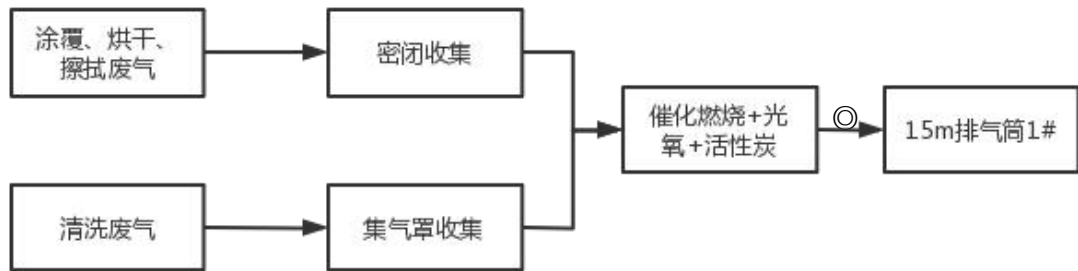 涂覆、烘干、
擦拭废气
密闭收集
催化燃烧+光
氧+活性炭
◎
15m排气筒1#
清洗废气
集气罩收集